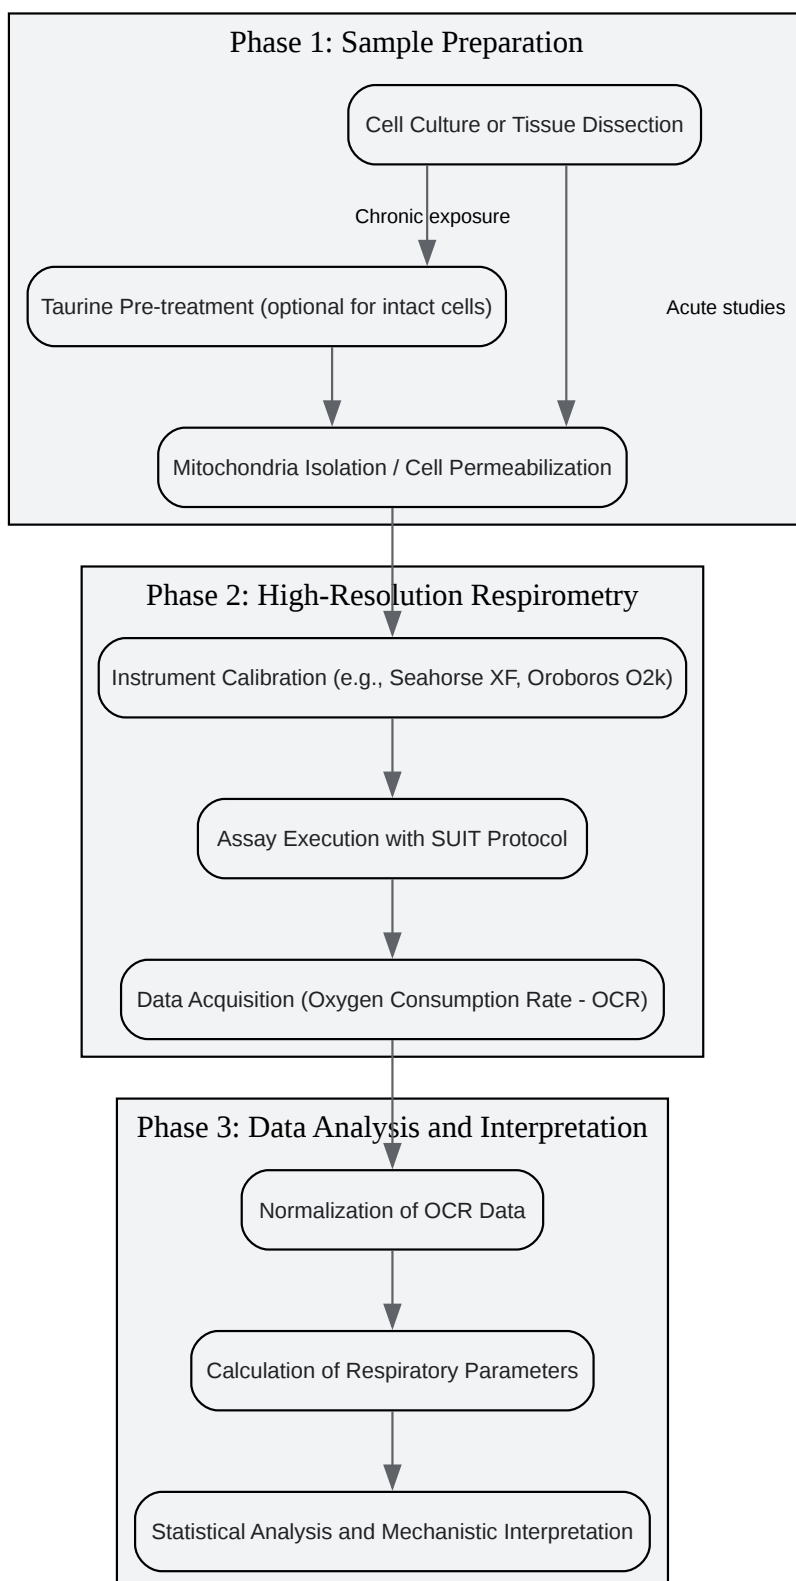 Phase 1: Sample Preparation
Cell Culture or Tissue Dissection
Chronic exposure
Taurine Pre-treatment (optional for intact cells)
Acute studies
Mitochondria Isolation / Cell Permeabilization
Phase 2: High-Resolution Respirometry
Instrument Calibration (e.g., Seahorse XF, Oroboros O2k)
Assay Execution with SUIT Protocol
Data Acquisition (Oxygen Consumption Rate - OCR)
Phase 3: Data Analysis and Interpretation
Normalization of OCR Data
Calculation of Respiratory Parameters
Statistical Analysis and Mechanistic Interpretation